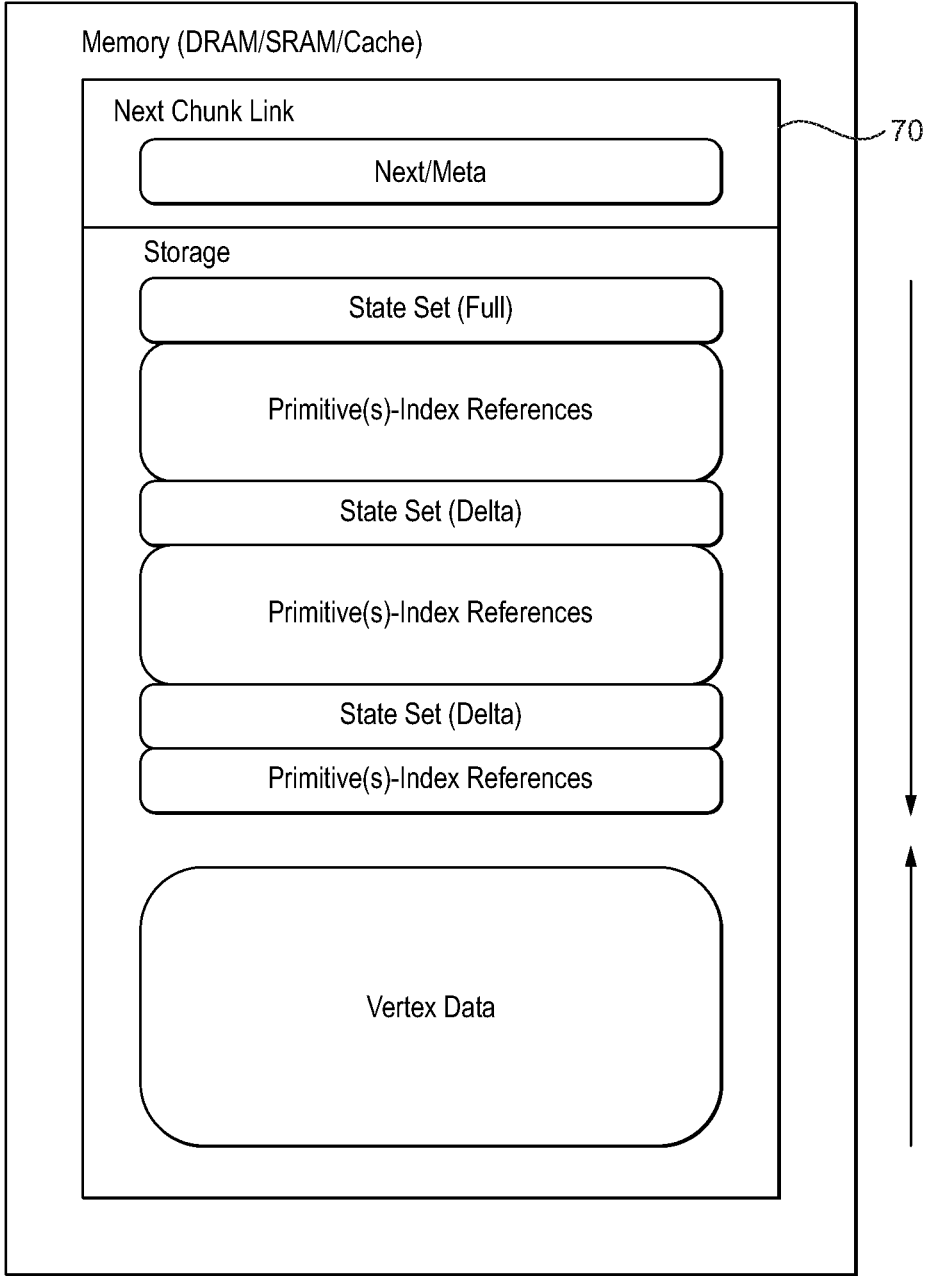 Memory (DRAM/SRAM/Cache)
Next Chunk Link
70
Next/Meta
Storage
State Set (Full)
Primitive(s)-Index References
State Set (Delta)
Primitive(s)-Index References
State Set (Delta)
Primitive(s)-Index References
Vertex Data